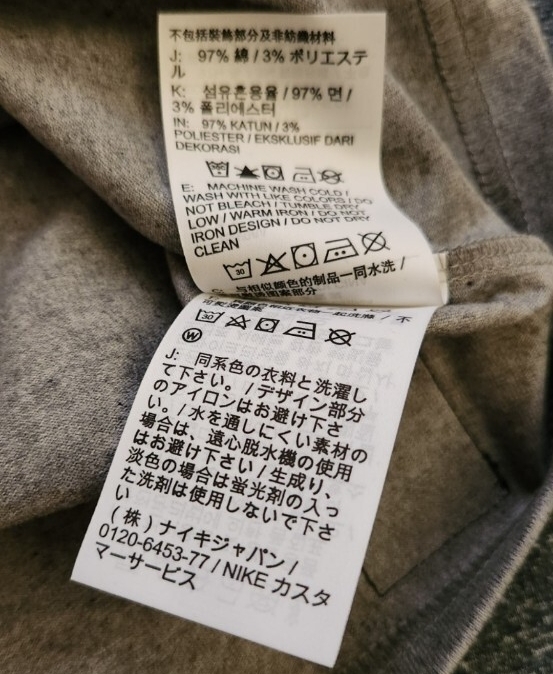 不包括裝飾部分及非紡織材料
J: 97% 綿 / 3% ポリエステ
ル
K: 섬유혼용율 / 97% 면 /
3% 폴리에스터
IN: 97% KATUN / 3%
POLIESTER / EKSKLUSIF DARI
DEKORASI
E: MACHINE WASH COLD /
WASH WITH LIKE COLORS / DO
NOT BLEACH / TUMBLE DRY
LOW / WARM IRON / DO NOT
IRON DESIGN / DO NOT DRY
CLEAN
30
与相似颜色的制品一同水洗 /
30
W
J: 同系色の衣料と洗濯し
て下さい。/ デザイン部分
のアイロンはお避け下さ
い。/ 水を通しにくい素材の
場合は、遠心脱水機の使用
はお避け下さい / 生成り、
淡色の場合は蛍光剤の入っ
た洗剤は使用しないで下さ
い
(株) ナイキジャパン /
0120-6453-77 / NIKE カスタ
マーサービス